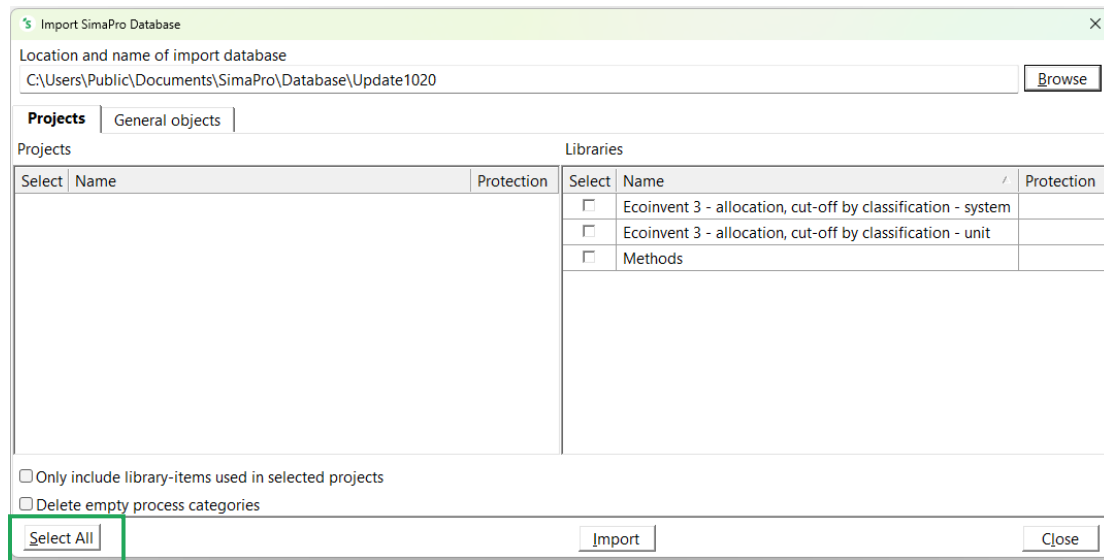 Import SimaPro Database
Location and name of import database
C:\Users\Public\Documents\SimaPro\Database\Update1020
Browse
Projects General objects
Projects
Libraries
Select Name Protection
Select Name Protection
Ecoinvent 3 - allocation, cut-off by classification - system
Ecoinvent 3 - allocation, cut-off by classification - unit
Methods
Only include library-items used in selected projects
Delete empty process categories
Select All Import Close